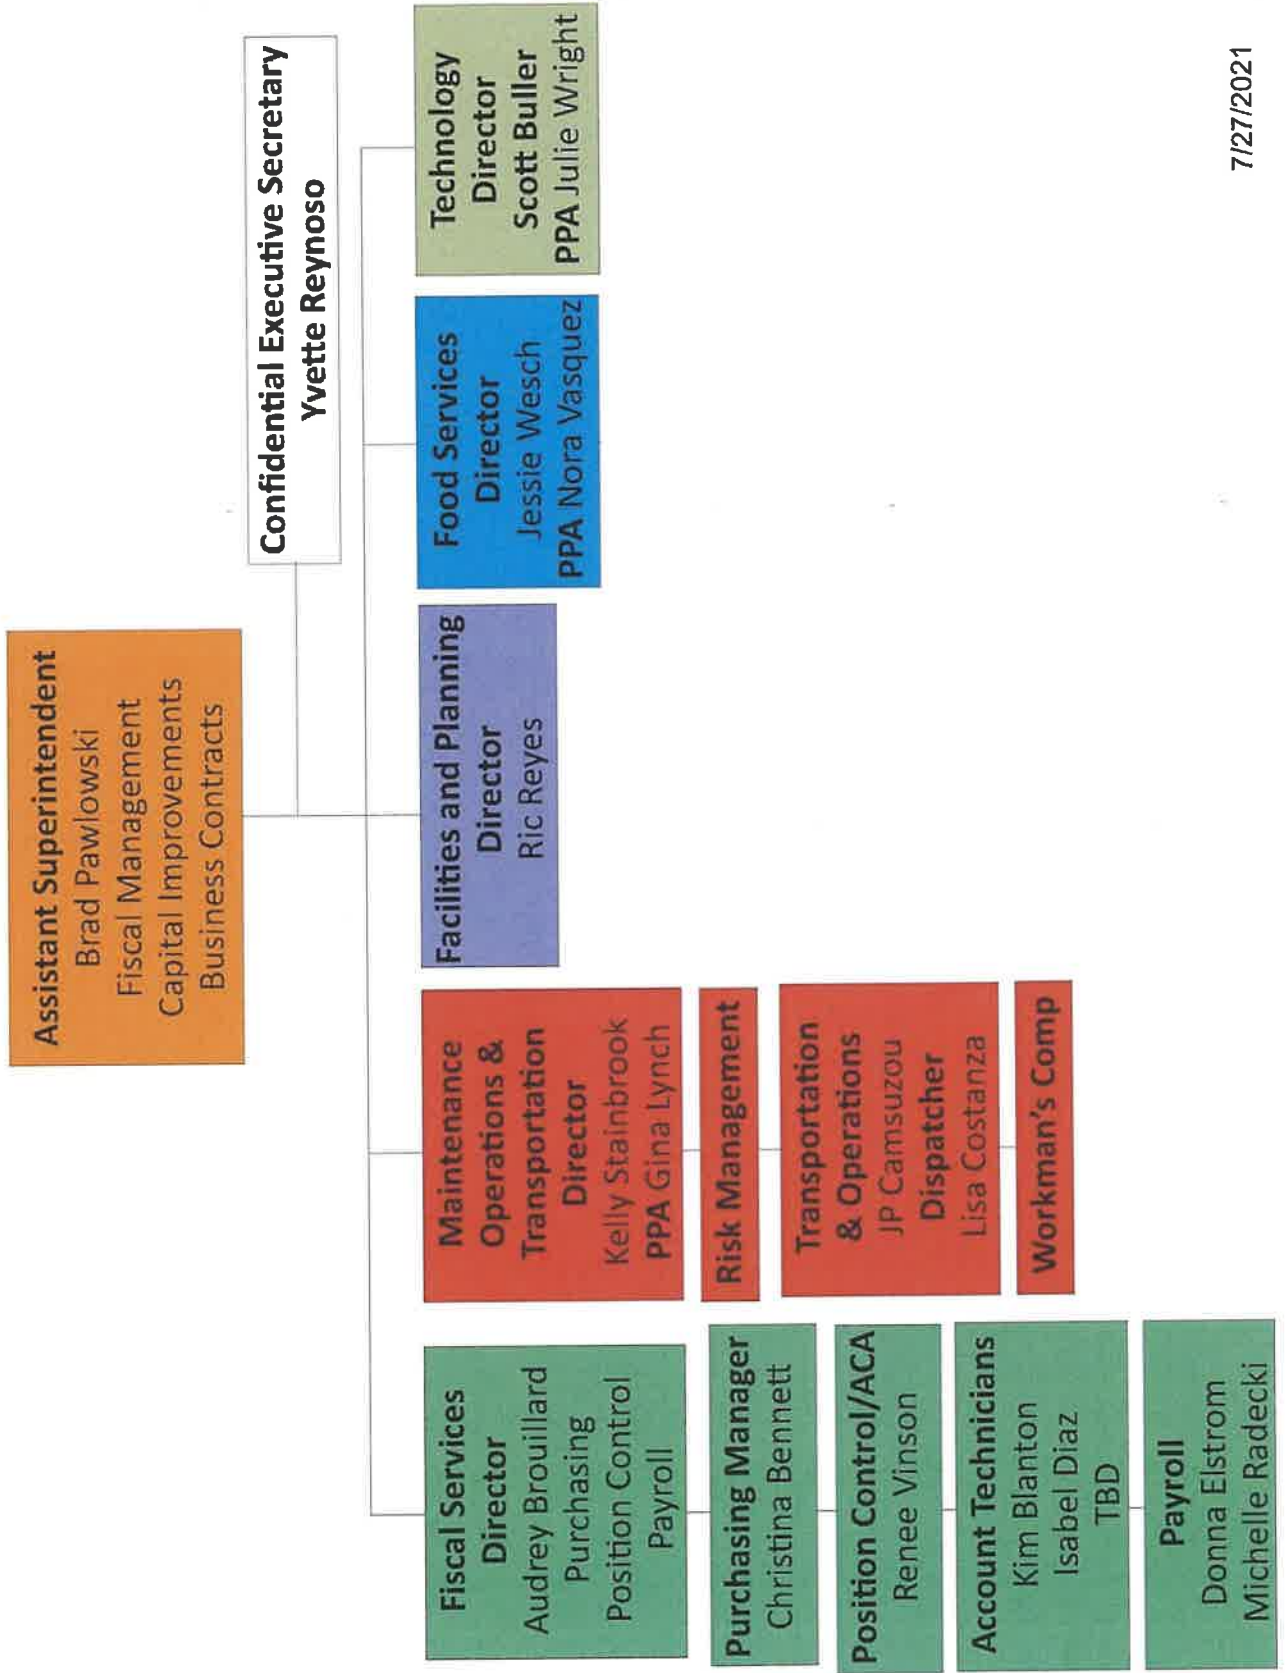 Assistant Superintendent
Brad Pawlowski
Fiscal Management
Capital Improvements
Business Contracts
Confidential Executive Secretary
Yvette Reynoso
Fiscal Services
Director
Audrey Brouillard
Purchasing
Position Control
Payroll
Purchasing Manager
Christina Bennett
Position Control/ACA
Renee Vinson
Account Technicians
Kim Blanton
Isabel Diaz
TBD
Payroll
Donna Elstrom
Michelle Radecki
Maintenance
Operations &
Transportation
Director
Kelly Stainbrook
PPA Gina Lynch
Risk Management
Transportation
& Operations
JP Camsuzou
Dispatcher
Lisa Costanza
Workman's Comp
Facilities and Planning
Director
Ric Reyes
Food Services
Director
Jessie Wesch
PPA Nora Vasquez
Technology
Director
Scott Buller
PPA Julie Wright
7/27/2021